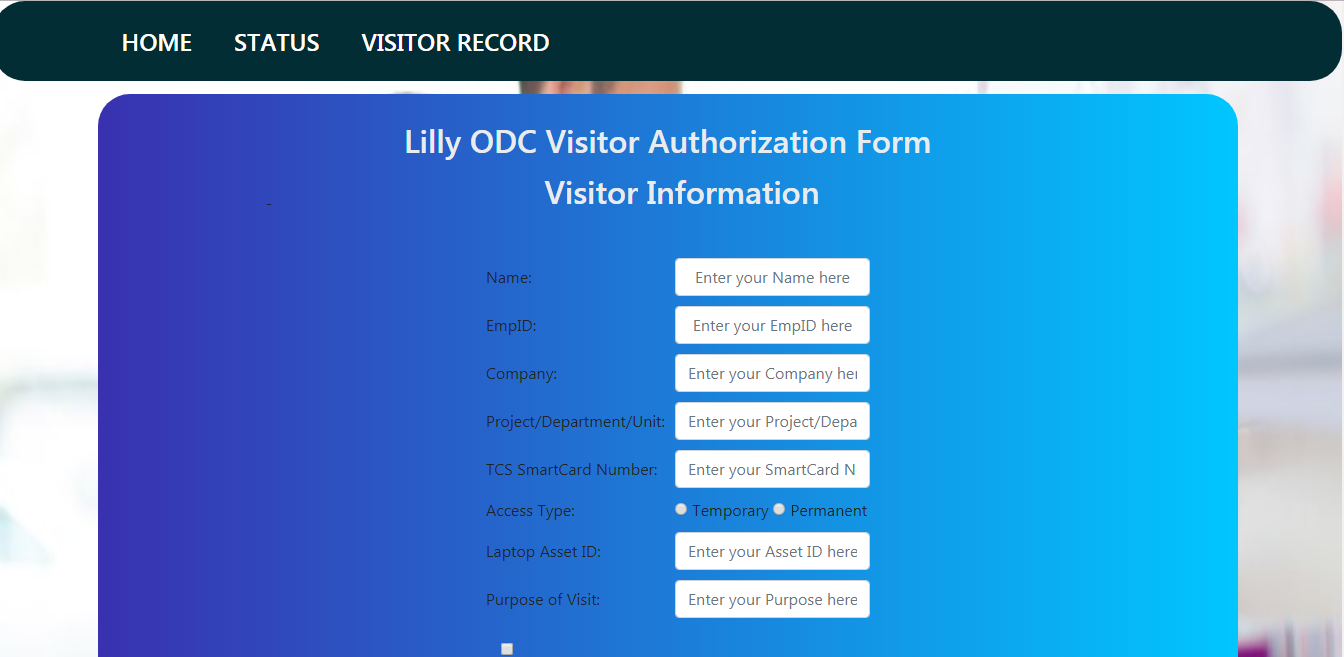 HOME STATUS VISITOR RECORD
Lilly ODC Visitor Authorization Form
Visitor Information
-
Name: Enter your Name here
EmpID: Enter your EmpID here
Company: Enter your Company her
Project/Department/Unit: Enter your Project/Depa
TCS SmartCard Number: Enter your SmartCard N
Access Type: Temporary Permanent
Laptop Asset ID: Enter your Asset ID here
Purpose of Visit: Enter your Purpose here